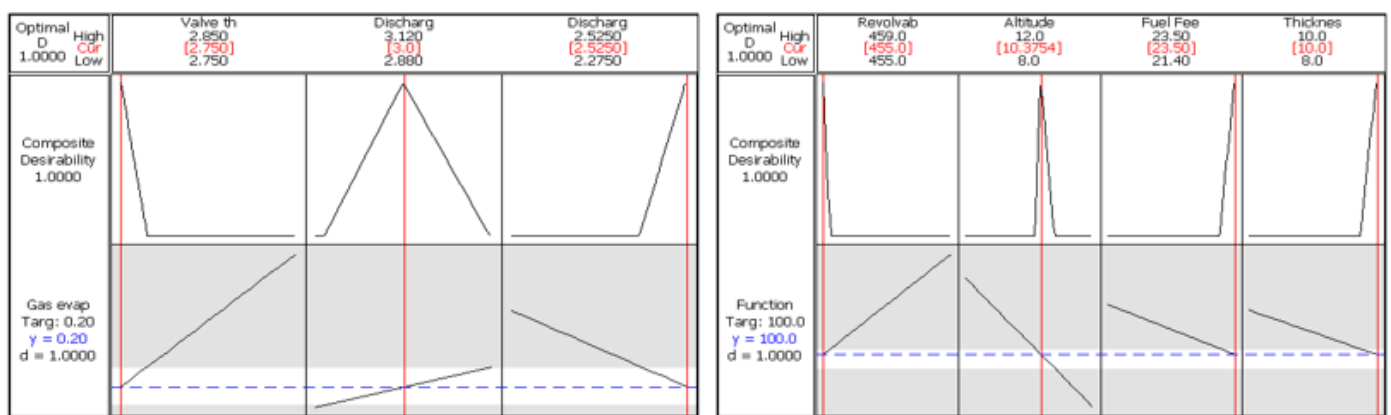 Optimal
D
1.0000
High
Cur
Low
Valve th
2.850
[2.750]
2.750
Discharg
3.120
[3.0]
2.880
Discharg
2.5250
[2.5250]
2.2750
Composite
Desirability
1.0000
Gas evap
Targ: 0.20
y = 0.20
d = 1.0000
Optimal
D
1.0000
High
Cur
Low
Revolvab
459.0
[455.0]
455.0
Altitude
12.0
[10.3754]
8.0
Fuel Fee
23.50
[23.50]
21.40
Thicknes
10.0
[10.0]
8.0
Composite
Desirability
1.0000
Function
Targ: 100.0
y = 100.0
d = 1.0000